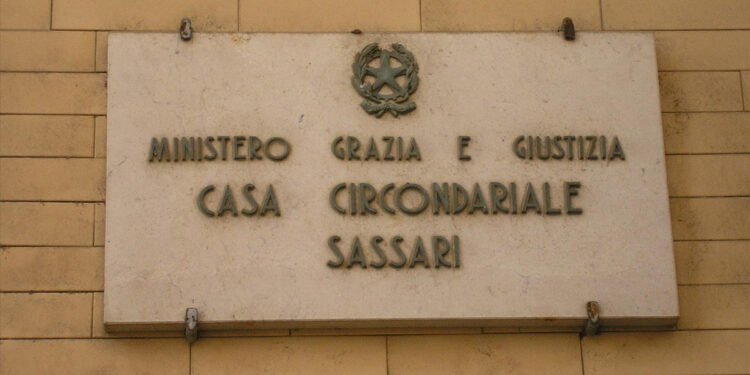 MINISTERO GRAZIA E GIUSTIZIA
CASA CIRCONDARIALE
SASSARI